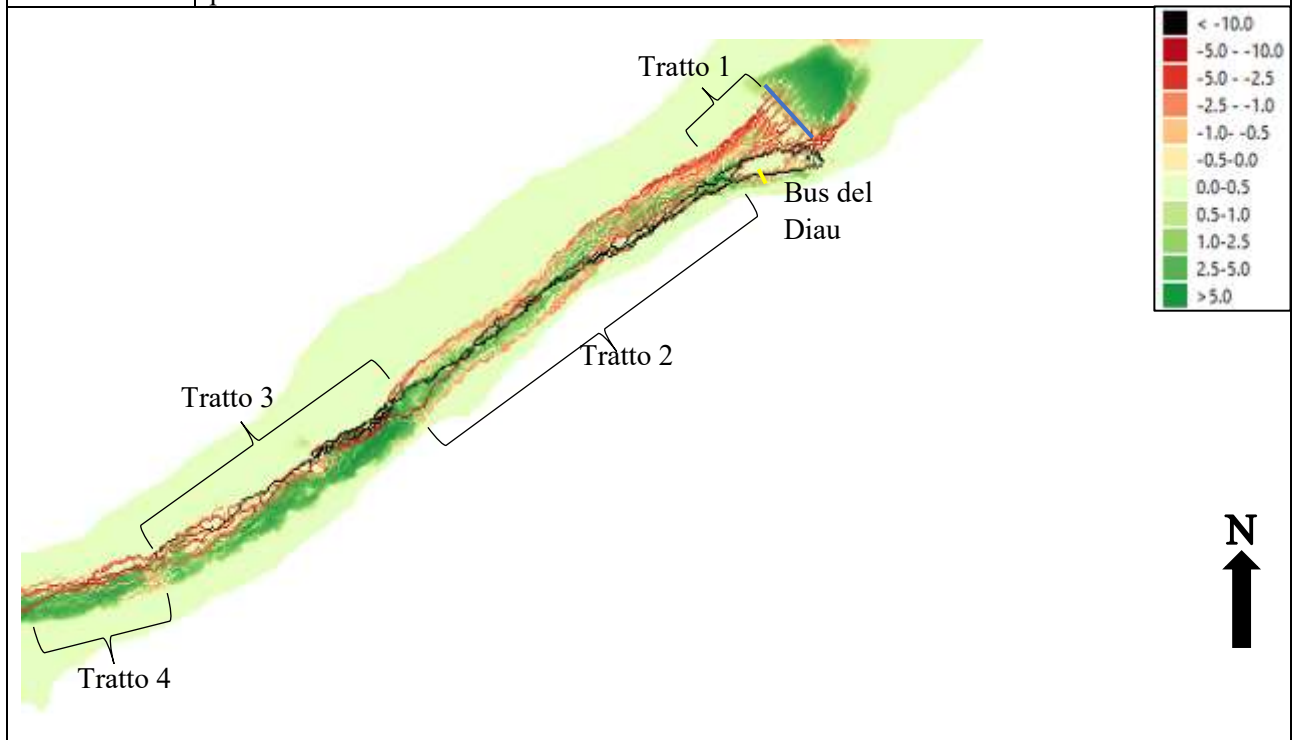 < -10.0
-5.0 - -10.0
-5.0 - -2.5
-2.5 - -1.0
-1.0- -0.5
-0.5-0.0
0.0-0.5
0.5-1.0
1.0-2.5
2.5-5.0
>5.0
Tratto 1
Bus del
Diau
Tratto 2
Tratto 3
Tratto 4
N